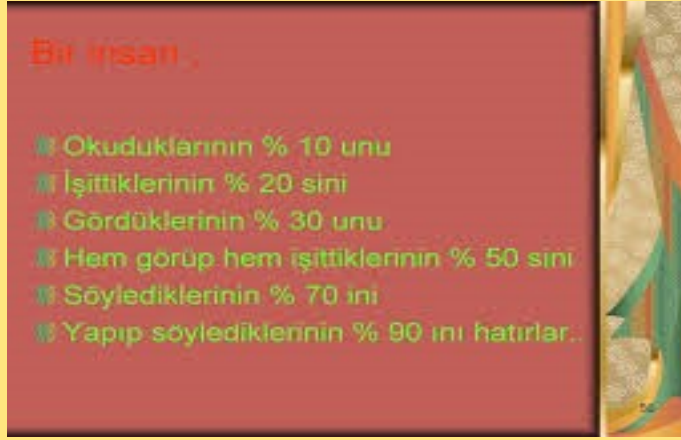 Bir insan ;
Okuduklarının % 10 unu
İşittiklerinin % 20 sini
Gördüklerinin % 30 unu
Hem görüp hem işittiklerinin % 50 sini
Söylediklerinin % 70 ini
Yapıp söylediklerinin % 90 ını hatırlar..